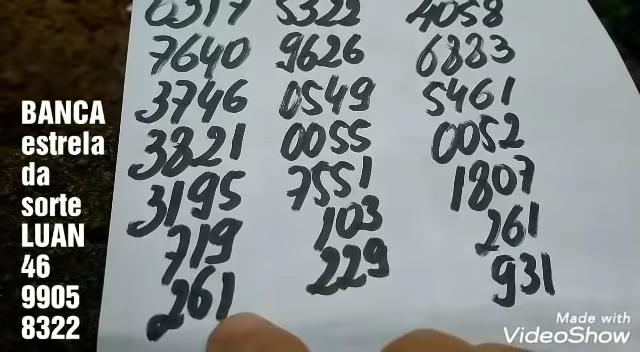 0317 5322 4058
7640 9626 6883
3746 0549 5461
3821 0055 0052
3195 7551 1807
719 103 261
261 229 931
BANCA
estrela
da
sorte
LUAN
46
9905
8322
Made with
VideoShow